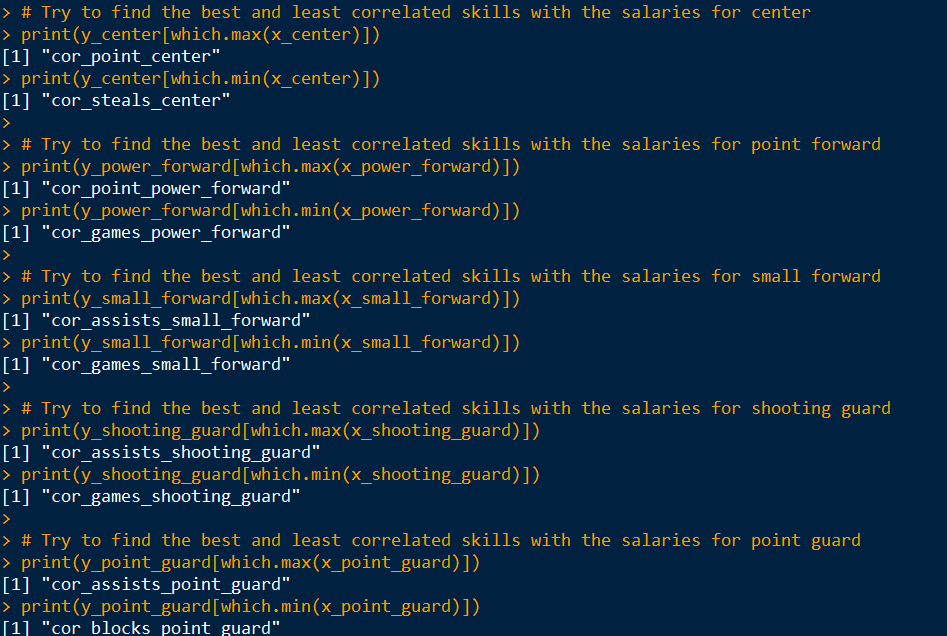 > # Try to find the best and least correlated skills with the salaries for center
> print(y_center[which.max(x_center)])
[1] "cor_point_center"
> print(y_center[which.min(x_center)])
[1] "cor_steals_center"
>
> # Try to find the best and least correlated skills with the salaries for point forward
> print(y_power_forward[which.max(x_power_forward)])
[1] "cor_point_power_forward"
> print(y_power_forward[which.min(x_power_forward)])
[1] "cor_games_power_forward"
>
> # Try to find the best and least correlated skills with the salaries for small forward
> print(y_small_forward[which.max(x_small_forward)])
[1] "cor_assists_small_forward"
> print(y_small_forward[which.min(x_small_forward)])
[1] "cor_games_small_forward"
>
> # Try to find the best and least correlated skills with the salaries for shooting guard
> print(y_shooting_guard[which.max(x_shooting_guard)])
[1] "cor_assists_shooting_guard"
> print(y_shooting_guard[which.min(x_shooting_guard)])
[1] "cor_games_shooting_guard"
>
> # Try to find the best and least correlated skills with the salaries for point guard
> print(y_point_guard[which.max(x_point_guard)])
[1] "cor_assists_point_guard"
> print(y_point_guard[which.min(x_point_guard)])
[1] "cor_blocks_point_guard"